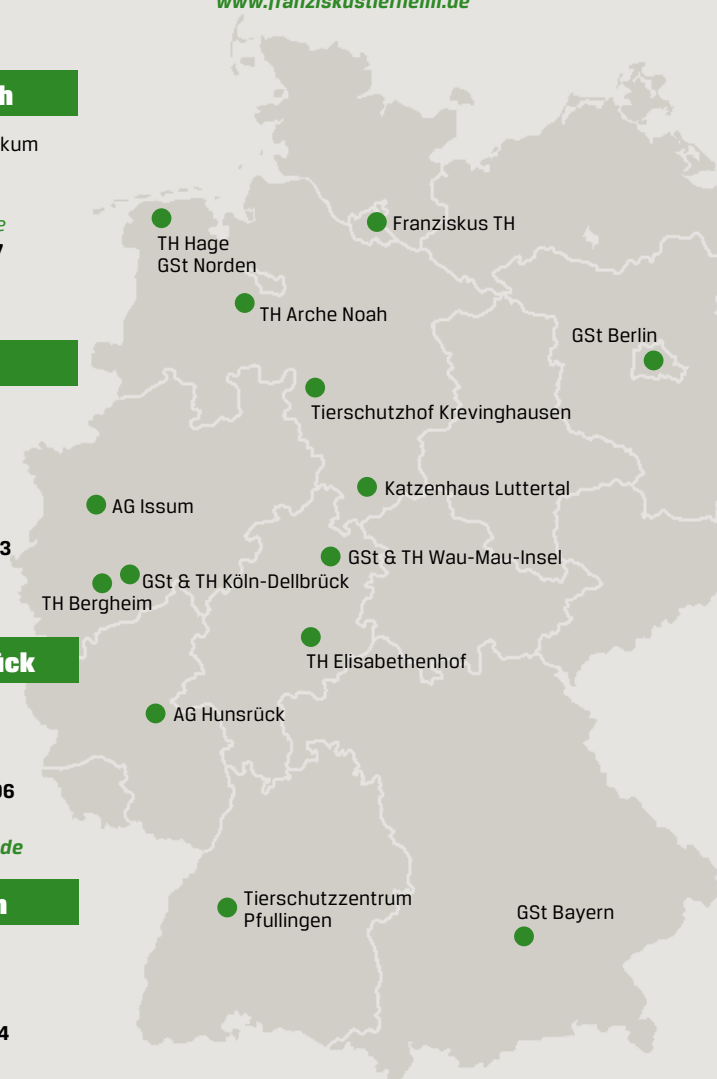 www.franziskustierheim.de
h
kum
e
7
3
ück
06
de
n
4
Franziskus TH
TH Hage
GSt Norden
TH Arche Noah
GSt Berlin
Tierschutzhof Krevinghausen
Katzenhaus Luttertal
AG Issum
GSt & TH Wau-Mau-Insel
GSt & TH Köln-Dellbrück
TH Bergheim
TH Elisabethenhof
AG Hunsrück
Tierschutzzentrum
Pfullingen
GSt Bayern